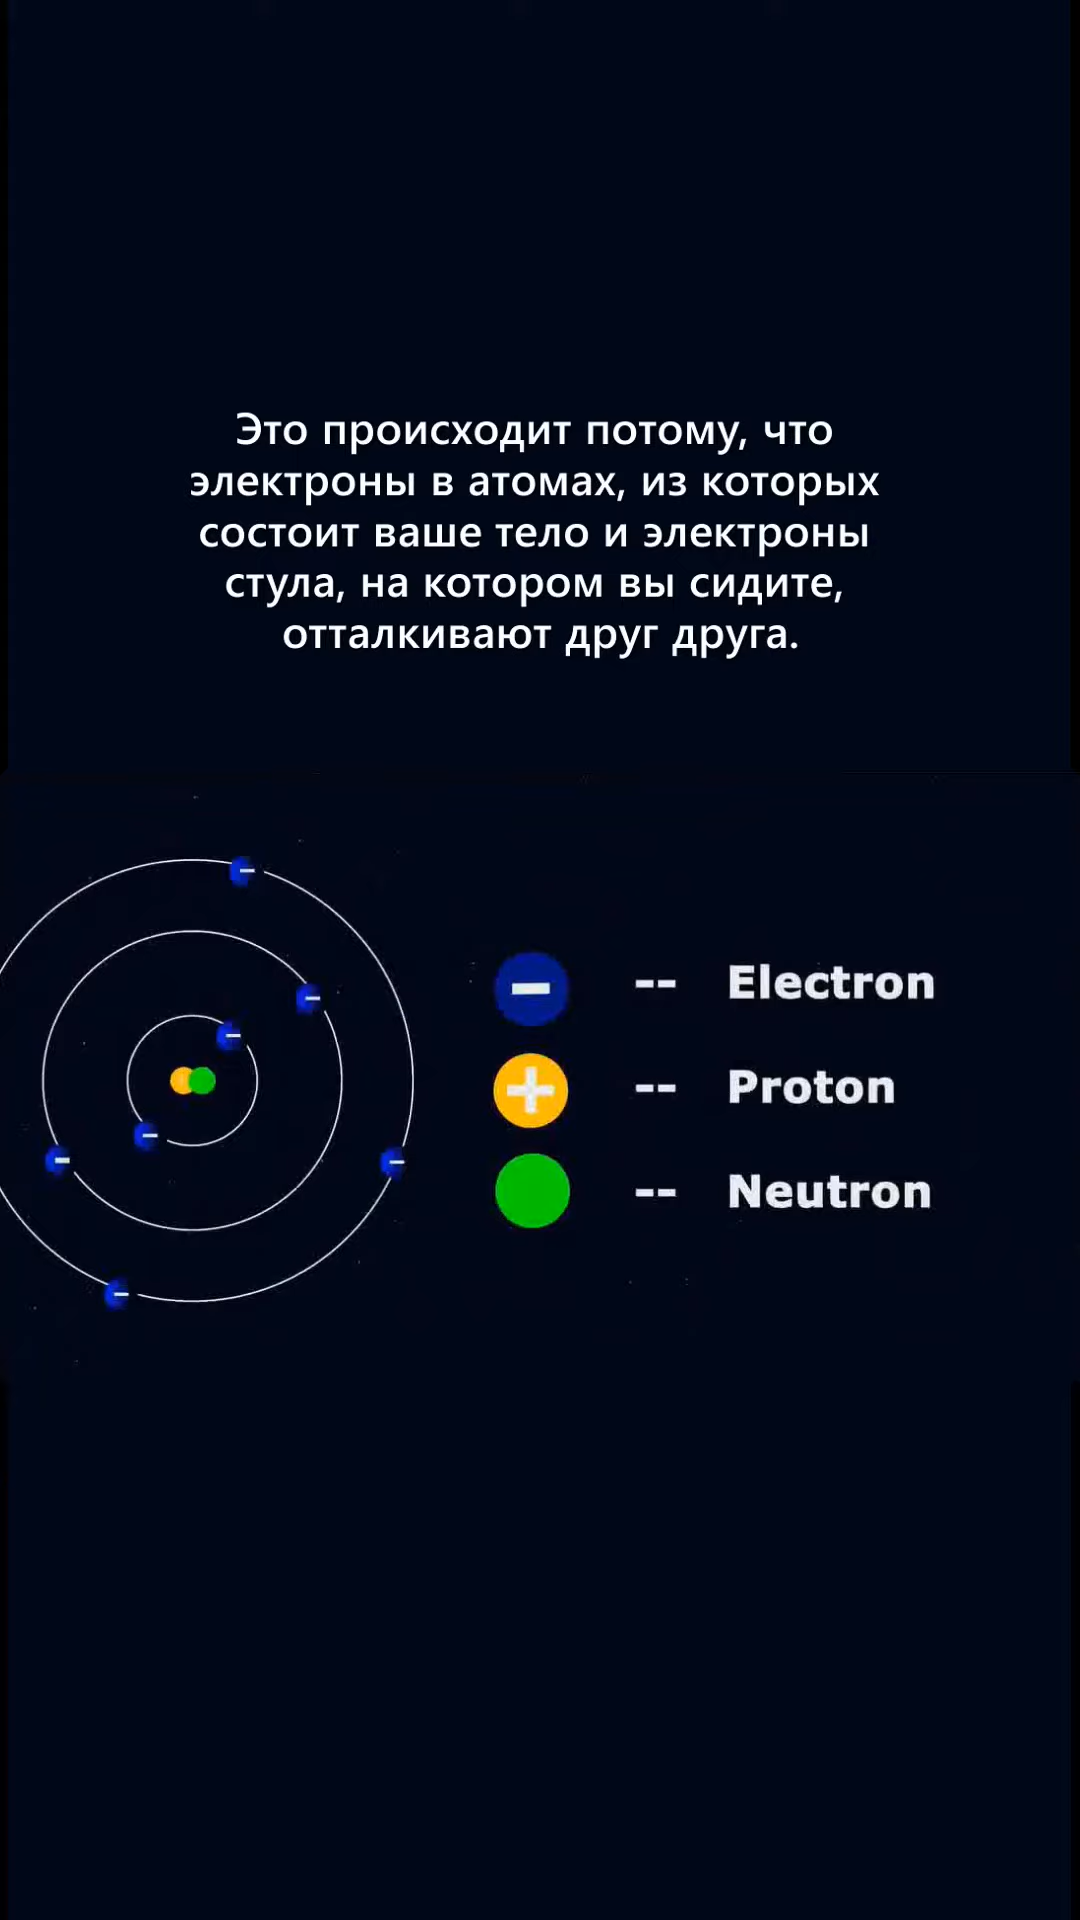 Это происходит потому, что
электроны в атомах, из которых
состоит ваше тело и электроны
стула, на котором вы сидите,
отталкивают друг друга.
-- Electron
-- Proton
-- Neutron